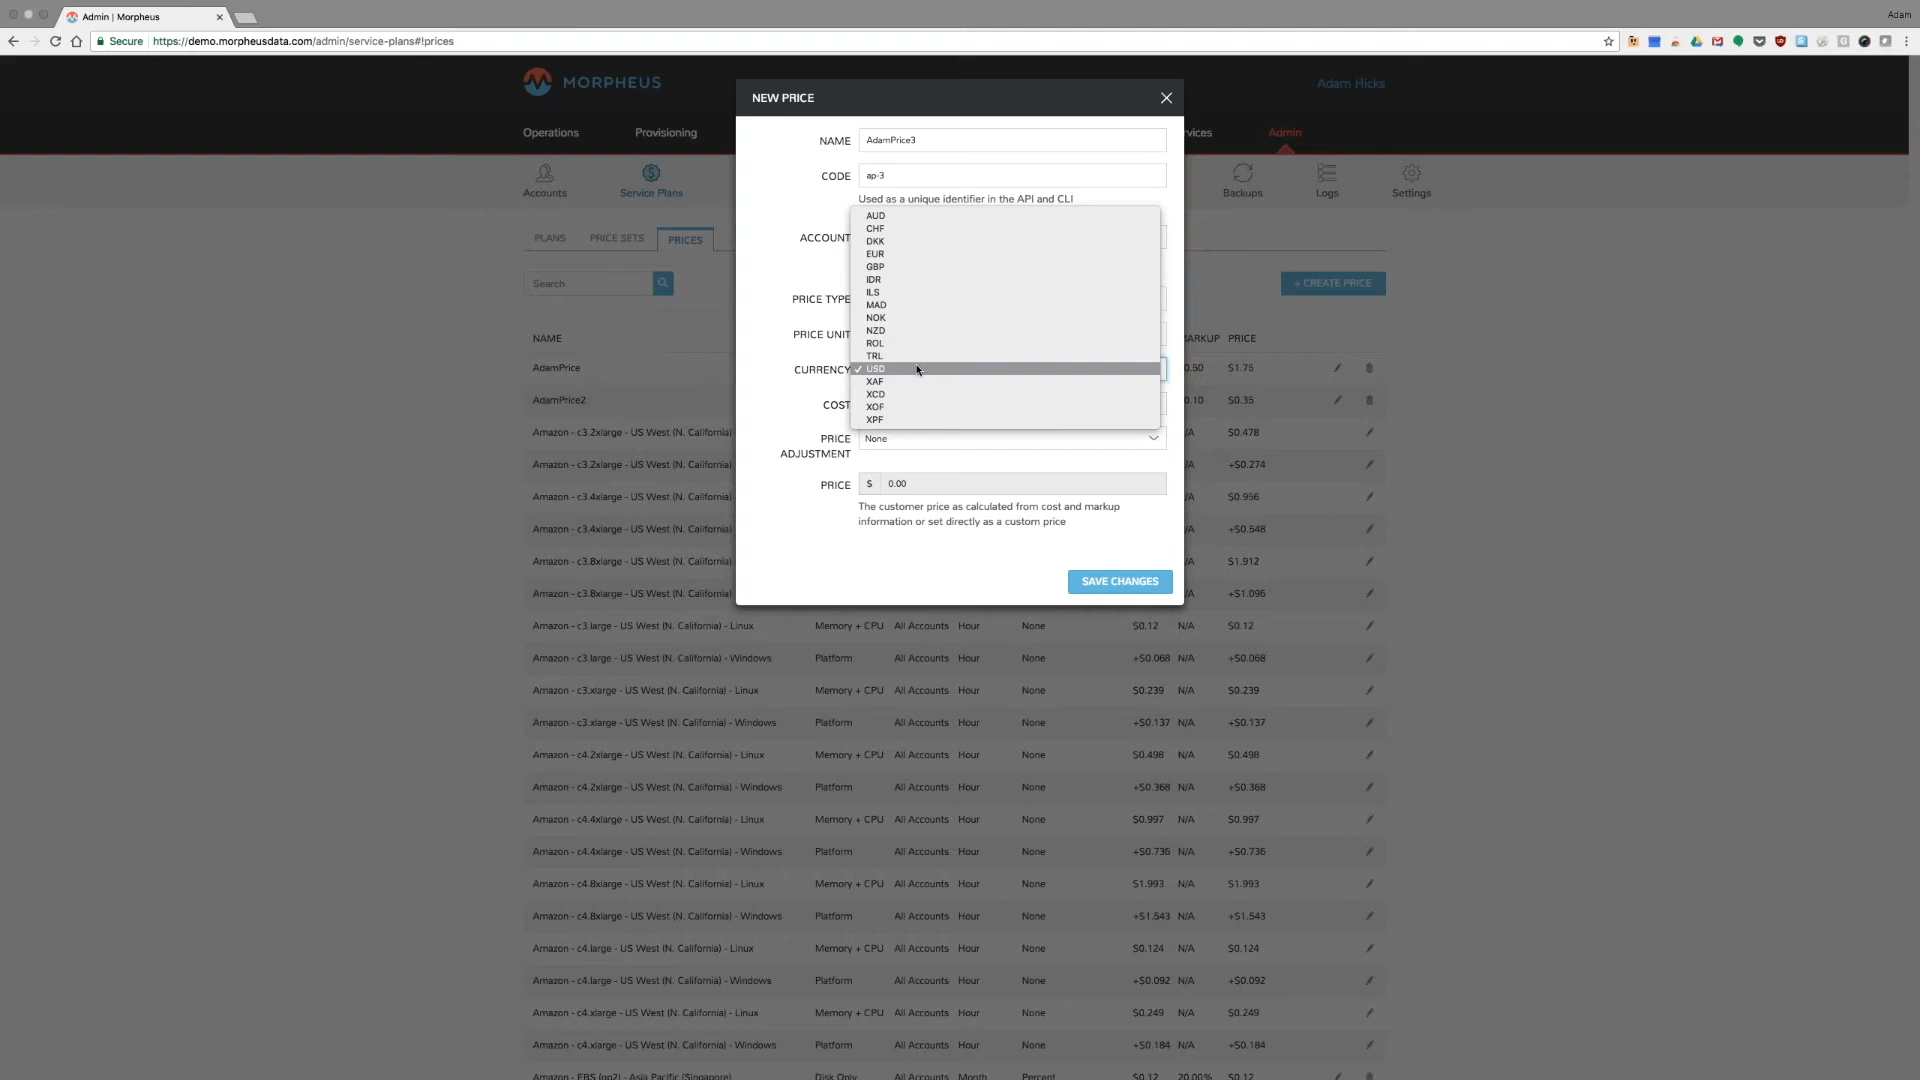 Admin | Morpheus
Adam
Secure https://demo.morpheusdata.com/admin/service-plans#!prices
MORPHEUS
Adam Hicks
Operations Provisioning Admin
Accounts Service Plans Backups Logs Settings
PLANS PRICE SETS PRICES
Search
+ CREATE PRICE
NEW PRICE
NAME AdamPrice3
CODE ap-3
Used as a unique identifier in the API and CLI
ACCOUNT
PRICE TYPE
PRICE UNIT
CURRENCY
COST
AUD
CHF
DKK
EUR
GBP
IDR
ILS
MAD
NOK
NZD
ROL
TRL
✓ USD
XAF
XCD
XOF
XPF
PRICE ADJUSTMENT None
PRICE $ 0.00
The customer price as calculated from cost and markup
information or set directly as a custom price
SAVE CHANGES
NAME PRICE
AdamPrice $1.75
AdamPrice2 $0.35
Amazon - c3.2xlarge - US West (N. California) $0.478
Amazon - c3.2xlarge - US West (N. California) +$0.274
Amazon - c3.4xlarge - US West (N. California) $0.956
Amazon - c3.4xlarge - US West (N. California) +$0.548
Amazon - c3.8xlarge - US West (N. California) $1.912
Amazon - c3.8xlarge - US West (N. California) +$1.096
Amazon - c3.large - US West (N. California) - Linux Memory + CPU All Accounts Hour None $0.12 N/A $0.12
Amazon - c3.large - US West (N. California) - Windows Platform All Accounts Hour None +$0.068 N/A +$0.068
Amazon - c3.xlarge - US West (N. California) - Linux Memory + CPU All Accounts Hour None $0.239 N/A $0.239
Amazon - c3.xlarge - US West (N. California) - Windows Platform All Accounts Hour None +$0.137 N/A +$0.137
Amazon - c4.2xlarge - US West (N. California) - Linux Memory + CPU All Accounts Hour None $0.498 N/A $0.498
Amazon - c4.2xlarge - US West (N. California) - Windows Platform All Accounts Hour None +$0.368 N/A +$0.368
Amazon - c4.4xlarge - US West (N. California) - Linux Memory + CPU All Accounts Hour None $0.997 N/A $0.997
Amazon - c4.4xlarge - US West (N. California) - Windows Platform All Accounts Hour None +$0.736 N/A +$0.736
Amazon - c4.8xlarge - US West (N. California) - Linux Memory + CPU All Accounts Hour None $1.993 N/A $1.993
Amazon - c4.8xlarge - US West (N. California) - Windows Platform All Accounts Hour None +$1.543 N/A +$1.543
Amazon - c4.large - US West (N. California) - Linux Memory + CPU All Accounts Hour None $0.124 N/A $0.124
Amazon - c4.large - US West (N. California) - Windows Platform All Accounts Hour None +$0.092 N/A +$0.092
Amazon - c4.xlarge - US West (N. California) - Linux Memory + CPU All Accounts Hour None $0.249 N/A $0.249
Amazon - c4.xlarge - US West (N. California) - Windows Platform All Accounts Hour None +$0.184 N/A +$0.184
Amazon - EBS (gp2) - Asia Pacific (Singapore) Disk Only All Accounts Month Percent $0.12 20.00% $0.12